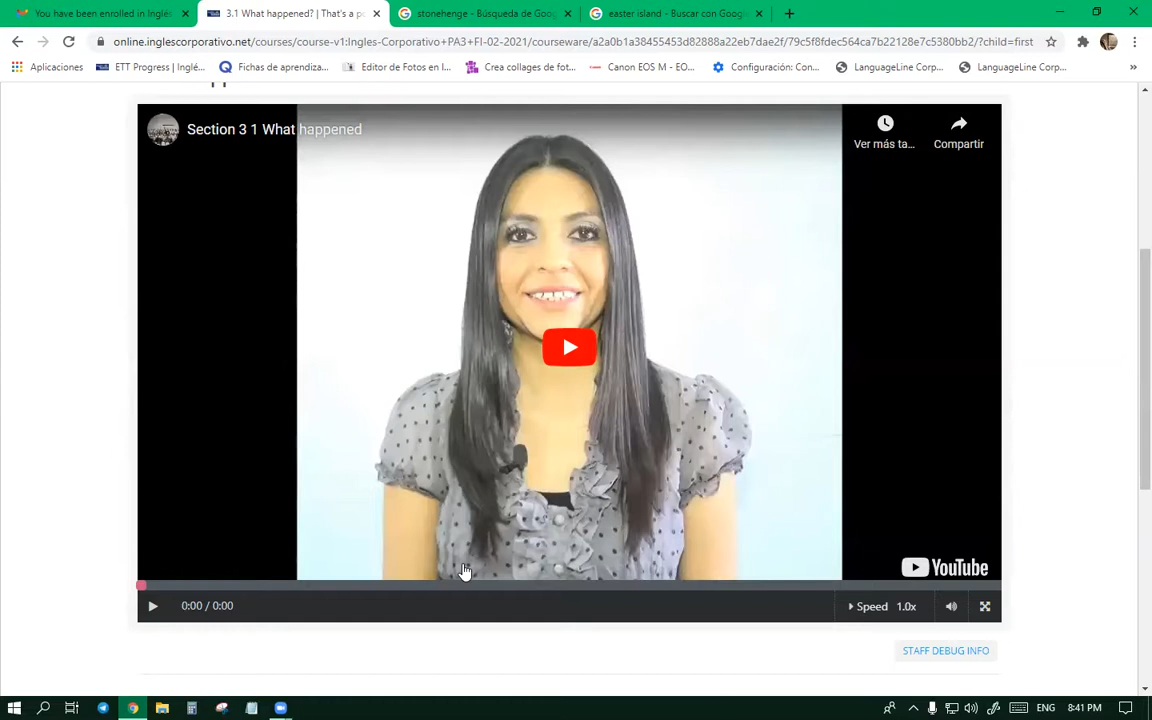 You have been enrolled in Inglés
3.1 What happened? | That's a po
stonehenge - Búsqueda de Goog
easter island - Buscar con Google
online.inglescorporativo.net/courses/course-v1:Ingles-Corporativo+PA3+FI-02-2021/courseware/a2a0b1a38455453d82888a22eb7dae2f/79c5f8fdec564ca7b22128e7c5380bb2/?child=first
Aplicaciones
ETT Progress | Inglé...
Fichas de aprendiza...
Editor de Fotos en l...
Crea collages de fot...
Canon EOS M - EO...
Configuración: Con...
LanguageLine Corp...
LanguageLine Corp...
Section 3 1 What happened
Ver más ta...
Compartir
YouTube
0:00 / 0:00
Speed 1.0x
STAFF DEBUG INFO
ENG
8:41 PM